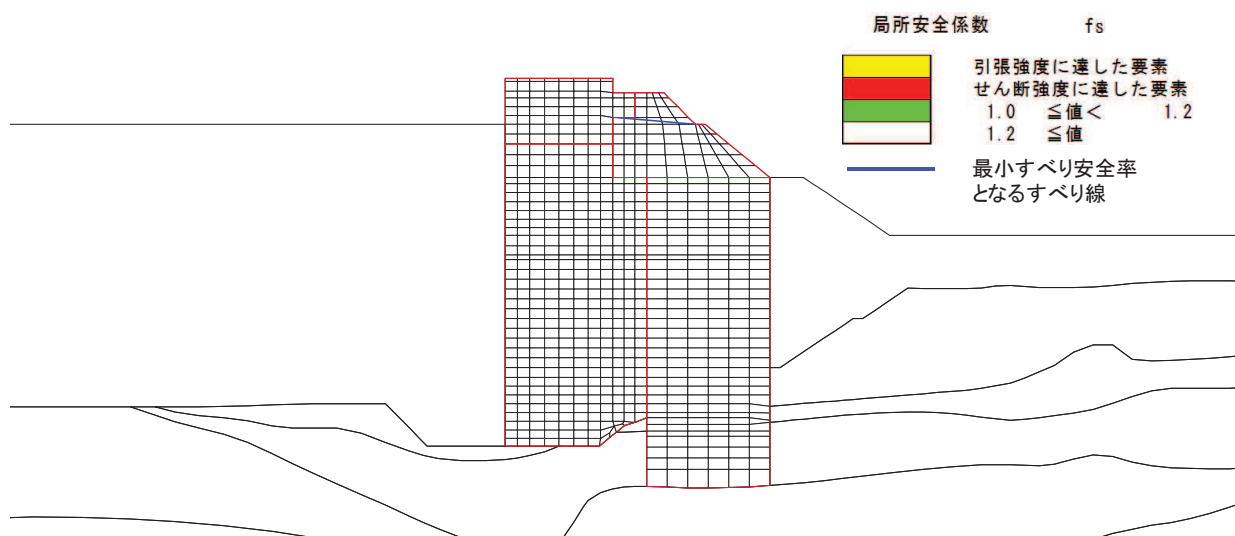 局所安全係数 fs
引張強度に達した要素
せん断強度に達した要素
1.0 ≦値< 1.2
1.2 ≦値
最小すべり安全率
となるすべり線